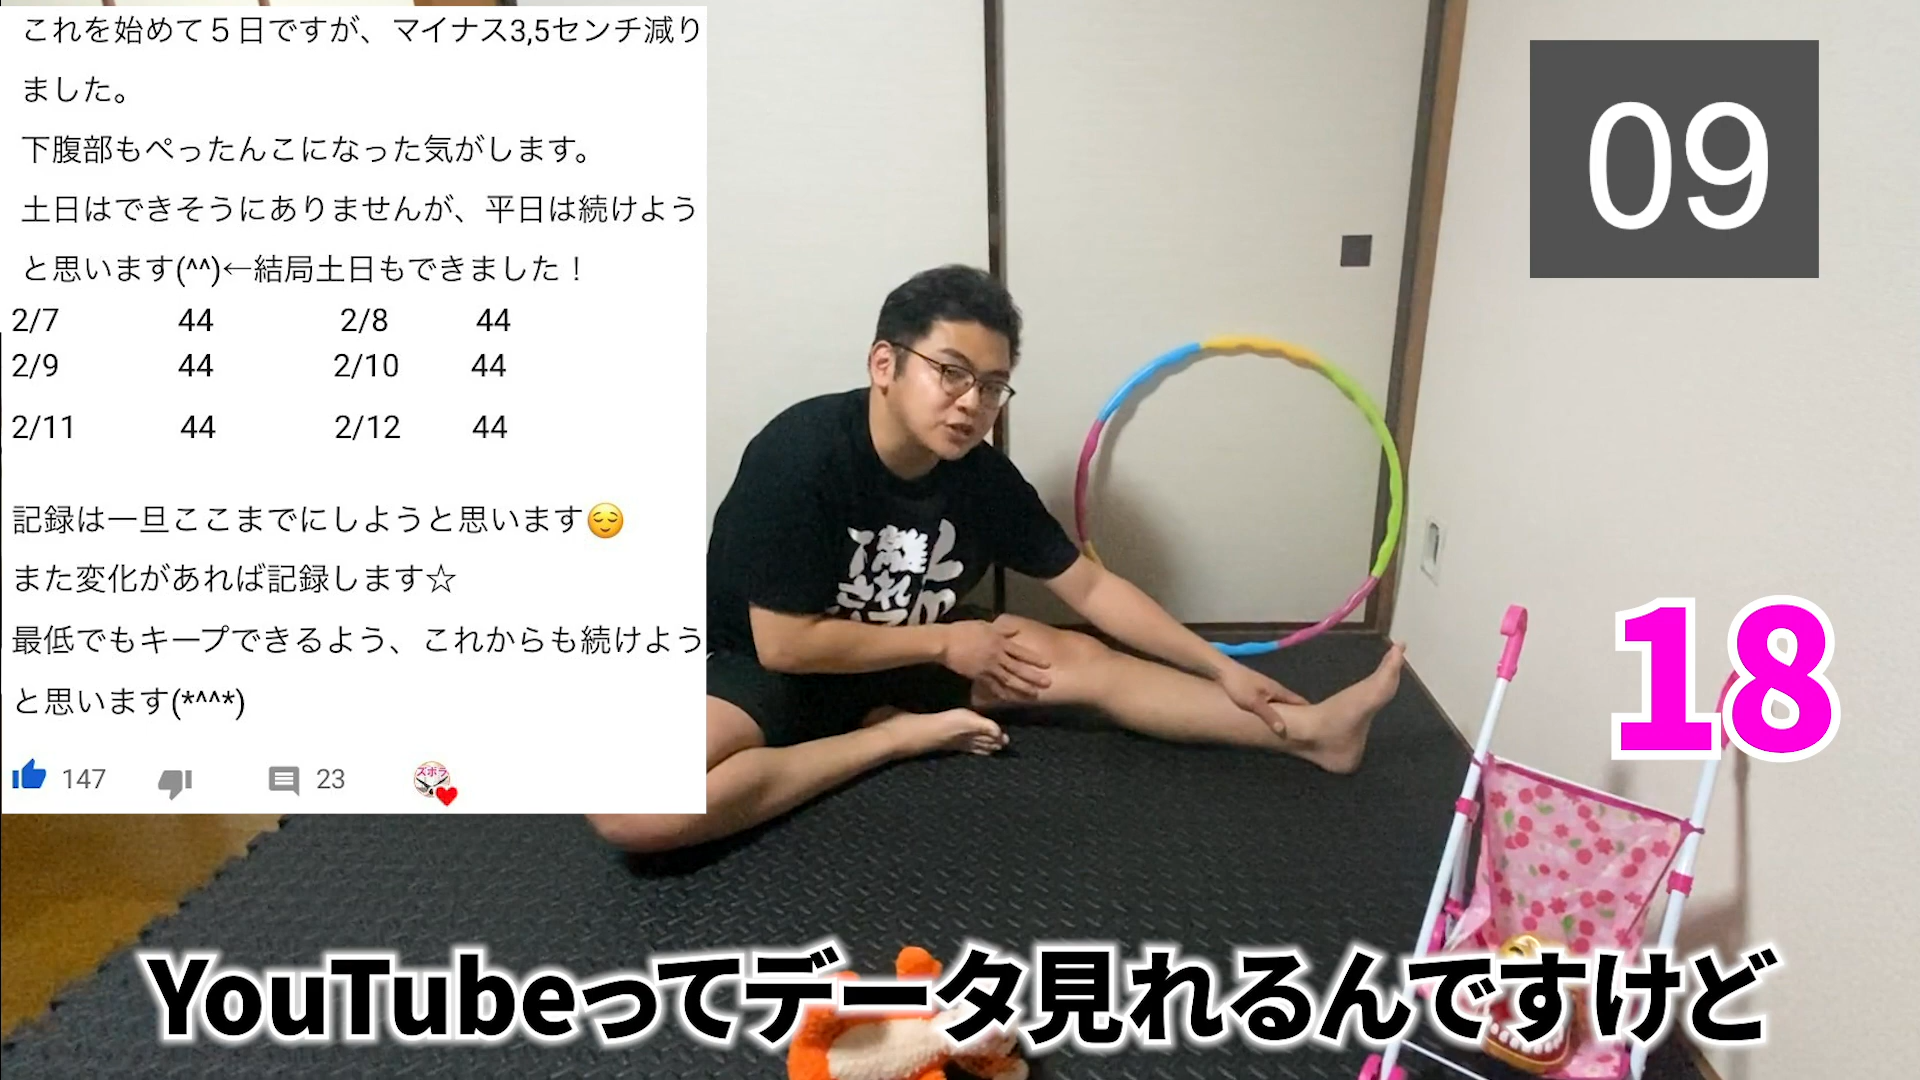 これを始めて５日ですが、マイナス3,5センチ減り
ました。
下腹部もぺったんこになった気がします。
土日はできそうにありませんが、平日は続けよう
と思います(^^)←結局土日もできました！
2/7 44 2/8 44
2/9 44 2/10 44
2/11 44 2/12 44
記録は一旦ここまでにしようと思います😌
また変化があれば記録します☆
最低でもキープできるよう、これからも続けよう
と思います(*^^*)
147 23
ズボラ
09
18
YouTubeってデータ見れるんですけど